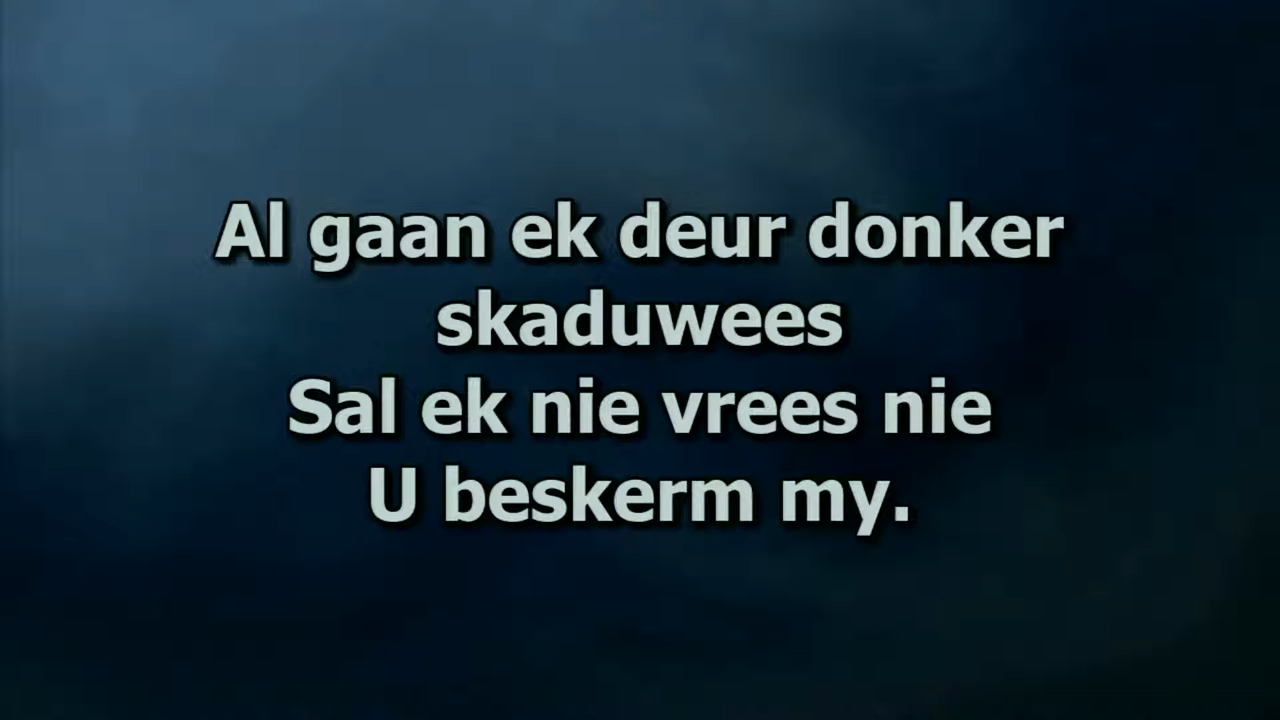 Al gaan ek deur donker
skaduwees
Sal ek nie vrees nie
U beskerm my.